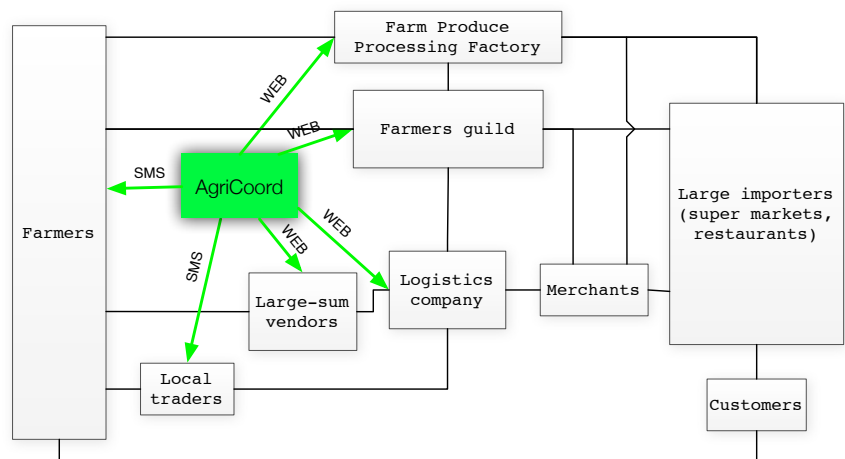 Farm Produce
Processing Factory
WEB
WEB
Farmers guild
SMS
AgriCoord
Large importers
(super markets,
restaurants)
Farmers
WEB
WEB
SMS
Logistics
company
Merchants
Large-sum
vendors
Local
traders
Customers